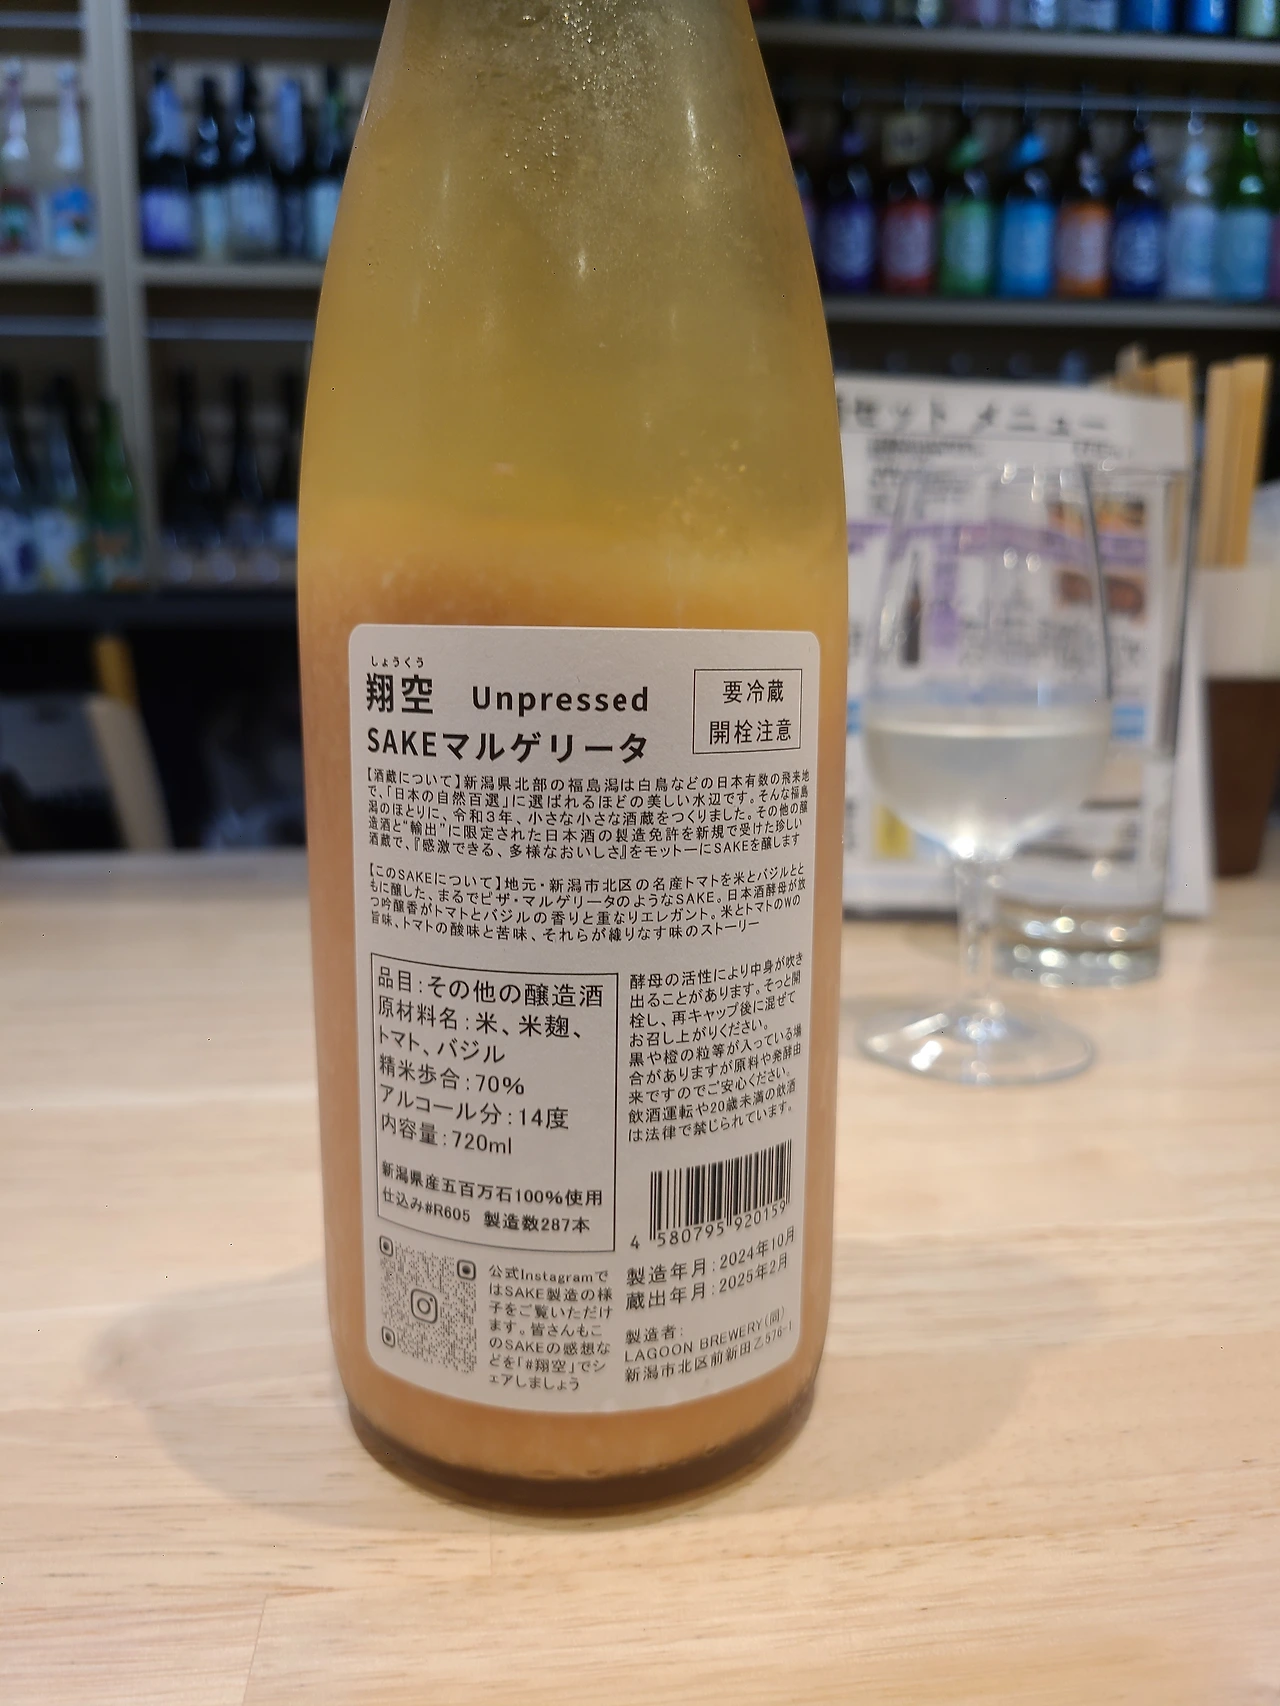 セット メニュー
しょうくう
翔空 Unpressed
SAKEマルゲリータ
要冷蔵
開栓注意
【酒蔵について】新潟県北部の福島潟は白鳥などの日本有数の飛来地
で、「日本の自然百選」に選ばれるほどの美しい水辺です。そんな福島
潟のほとりに、令和3年、小さな小さな酒蔵をつくりました。その他の醸
造酒と“輸出”に限定された日本酒の製造免許を新規で受けた珍しい
酒蔵で、『感激できる、多様なおいしさ』をモットーにSAKEを醸します
【このSAKEについて】地元・新潟市北区の名産トマトを米とバジルとと
もに醸した、まるでピザ・マルゲリータのようなSAKE。日本酒酵母が放
つ吟醸香がトマトとバジルの香りと重なりエレガント。米とトマトのWの
旨味、トマトの酸味と苦味、それらが織りなす味のストーリー
品目:その他の醸造酒
原材料名:米、米麹、
トマト、バジル
精米歩合:70%
アルコール分:14度
内容量:720ml
新潟県産五百万石100%使用
仕込み#R605 製造数287本
酵母の活性により中身が吹き
出ることがあります。そっと開
栓し、再キャップ後に混ぜて
お召し上がりください。
黒や橙の粒等が入っている場
合がありますが原料や発酵由
来ですのでご安心ください。
飲酒運転や20歳未満の飲酒
は法律で禁じられています。
4 580795 920159
製造年月:2024年10月
蔵出年月:2025年2月
製造者:
LAGOON BREWERY(同)
新潟市北区前新田乙576-1
公式Instagramで
はSAKE製造の様
子をご覧いただけ
ます。皆さんもこ
のSAKEの感想な
どを「#翔空」でシ
ェアしましょう